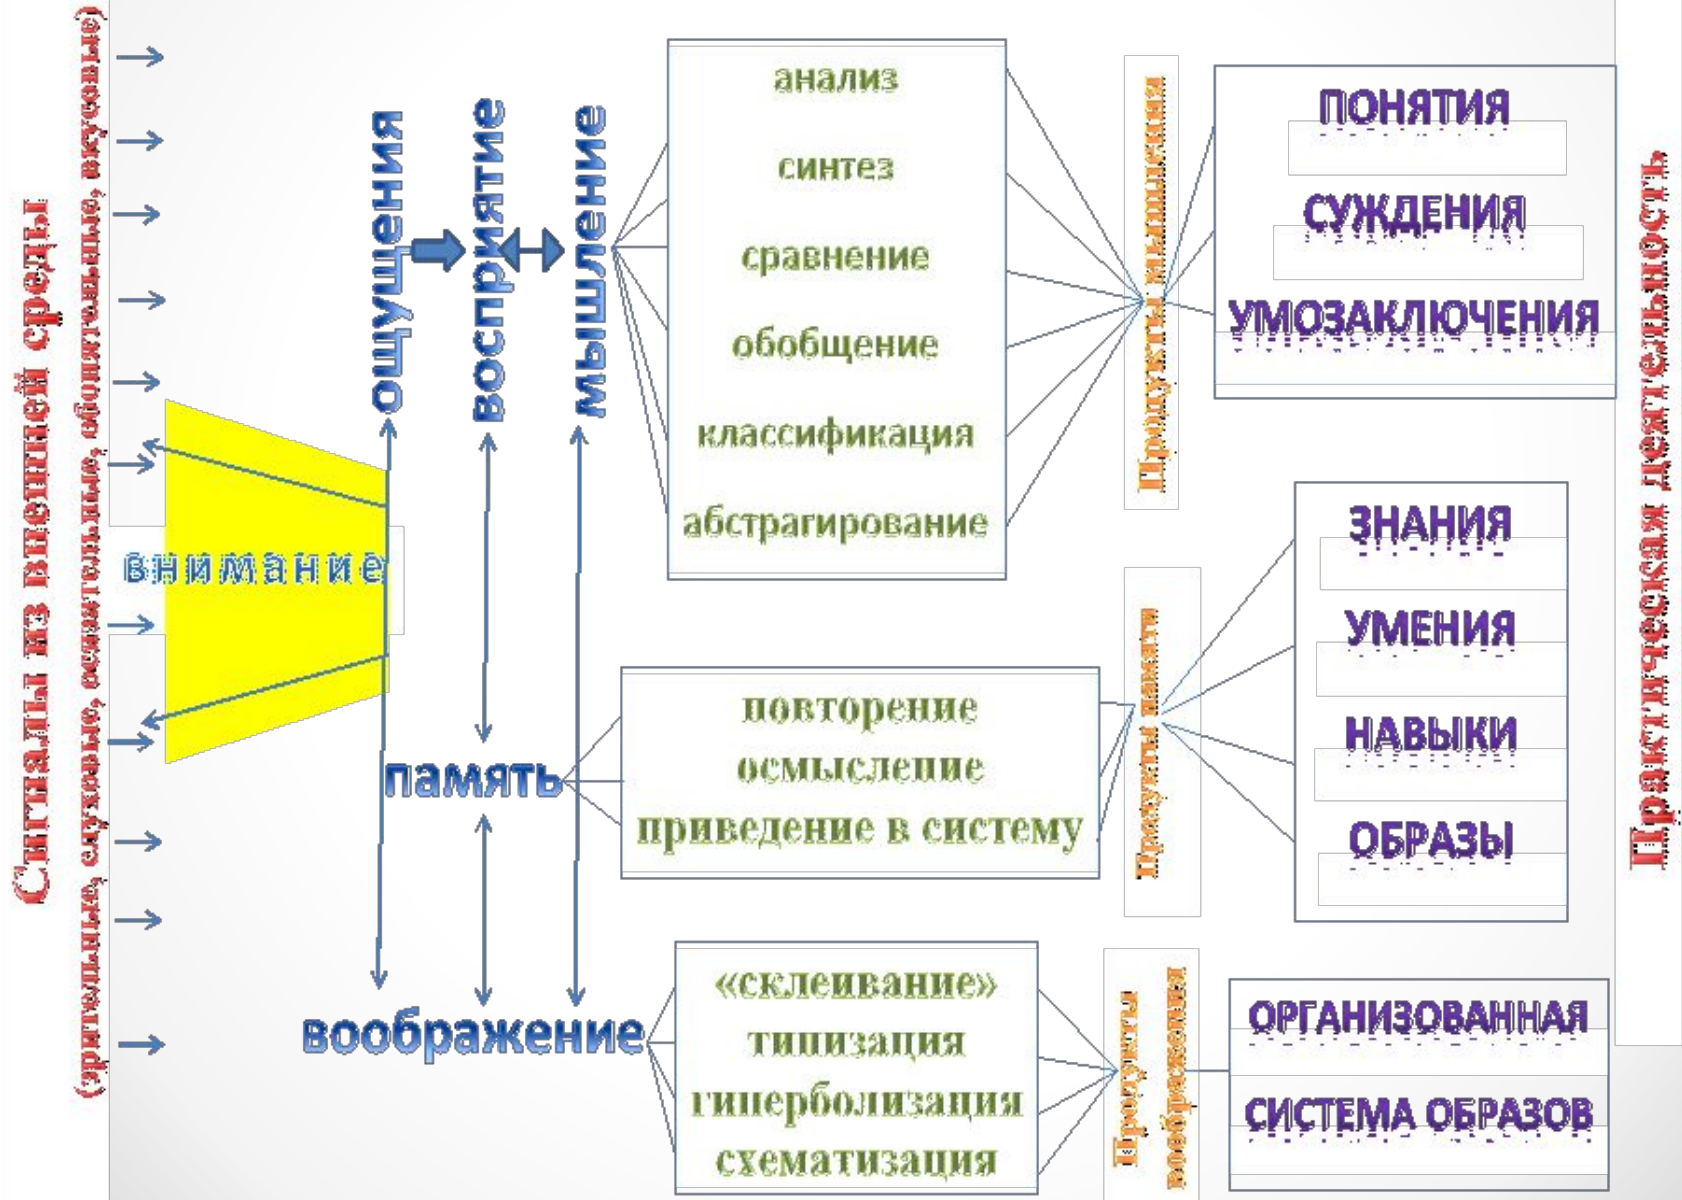 Сигналы из внешней среды
(зрительные, слуховые, осязательные, обонятельные, вкусовые)
внимание
ощущения
восприятие
мышление
память
воображение
анализ
синтез
сравнение
обобщение
классификация
абстрагирование
Продукты мышления
ПОНЯТИЯ
СУЖДЕНИЯ
УМОЗАКЛЮЧЕНИЯ
повторение
осмысление
приведение в систему
Продукты памяти
ЗНАНИЯ
УМЕНИЯ
НАВЫКИ
ОБРАЗЫ
«склеивание»
типизация
гиперболизация
схематизация
Продукты
воображения
ОРГАНИЗОВАННАЯ
СИСТЕМА ОБРАЗОВ
Практическая деятельность